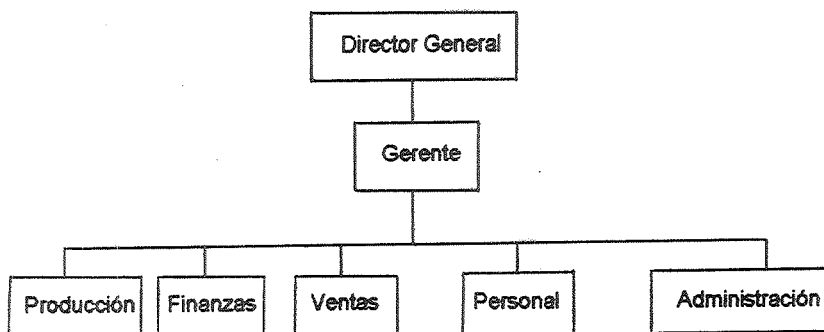 Director General
Gerente
Producción
Finanzas
Ventas
Personal
Administración